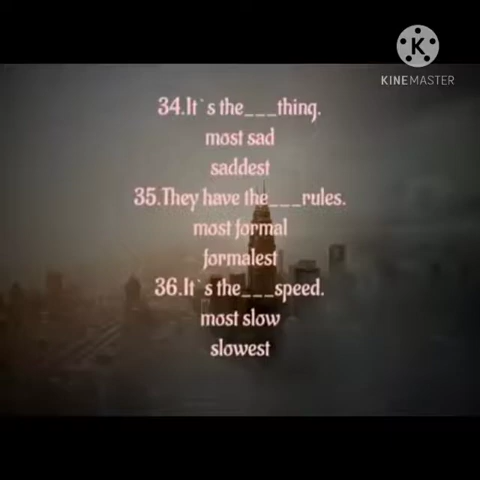 KINEMASTER
34.It`s the___thing.
most sad
saddest
35.They have the___rules.
most formal
formalest
36.It`s the___speed.
most slow
slowest